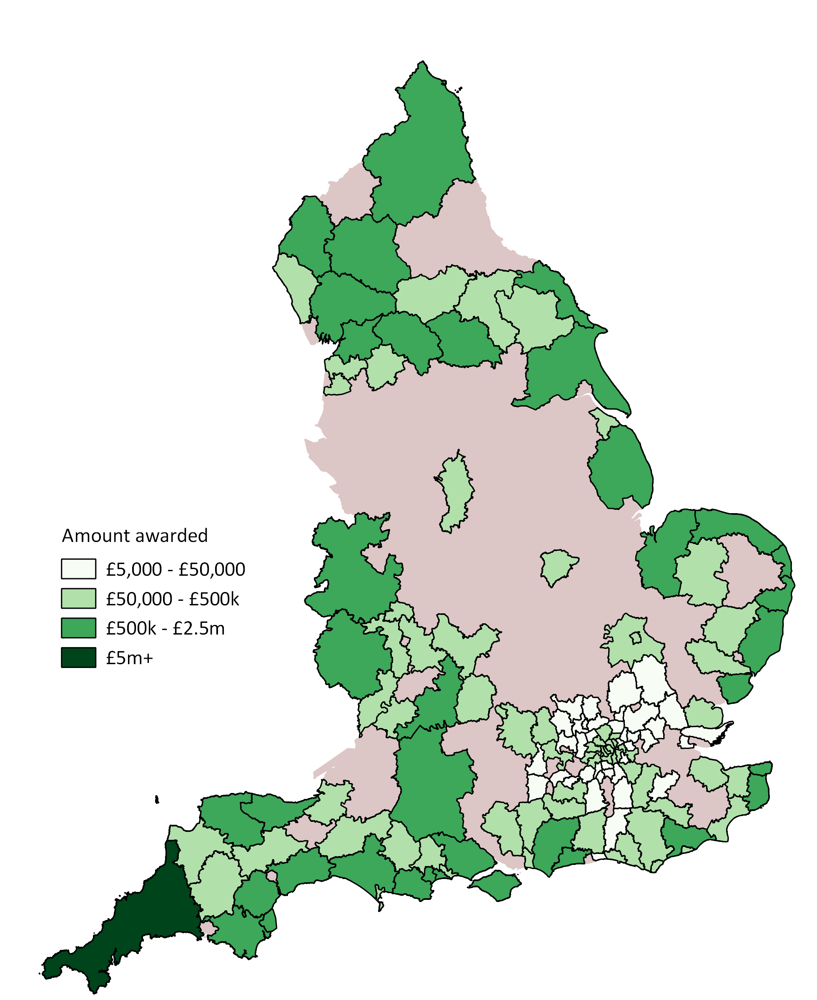 Amount awarded
£5,000 - £50,000
£50,000 - £500k
£500k - £2.5m
£5m+